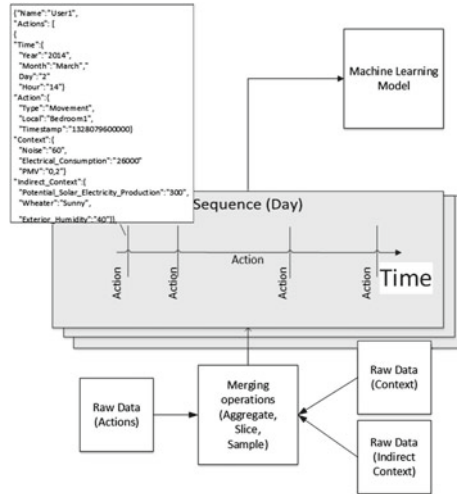 {"Name":"User1",
"Actions": [
{
"Time":{
"Year":"2014",
"Month":"March","
Day":"2"
"Hour":"14"}
"Action":{
"Type":"Movement",
"Local":"Bedroom1",
"Timestamp":"1328079600000}
"Context":{
"Noise":"60",
"Electrical_Consumption":"26000"
"PMV":"0,2"}
"Indirect_Context":{
"Potential_Solar_Electricity_Production":"300",
"Wheater":"Sunny",
"Exterior_Humidity":"40"}},
Machine Learning
Model
Sequence (Day)
Action
Action
Action
Action
Action
Time
Raw Data
(Actions)
Merging
operations
(Aggregate,
Slice,
Sample)
Raw Data
(Context)
Raw Data
(Indirect
Context)